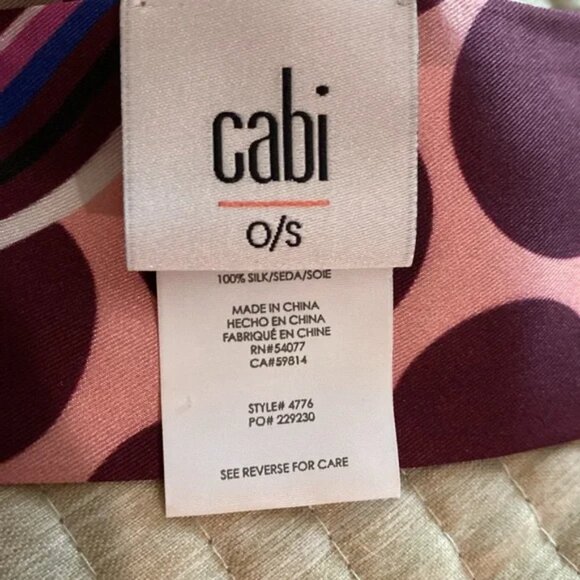 cabi
O/S
100% SILK/SEDA/SOIE
MADE IN CHINA
HECHO EN CHINA
FABRIQUÉ EN CHINE
RN#54077
CA#59814
STYLE# 4776
PO# 229230
SEE REVERSE FOR CARE